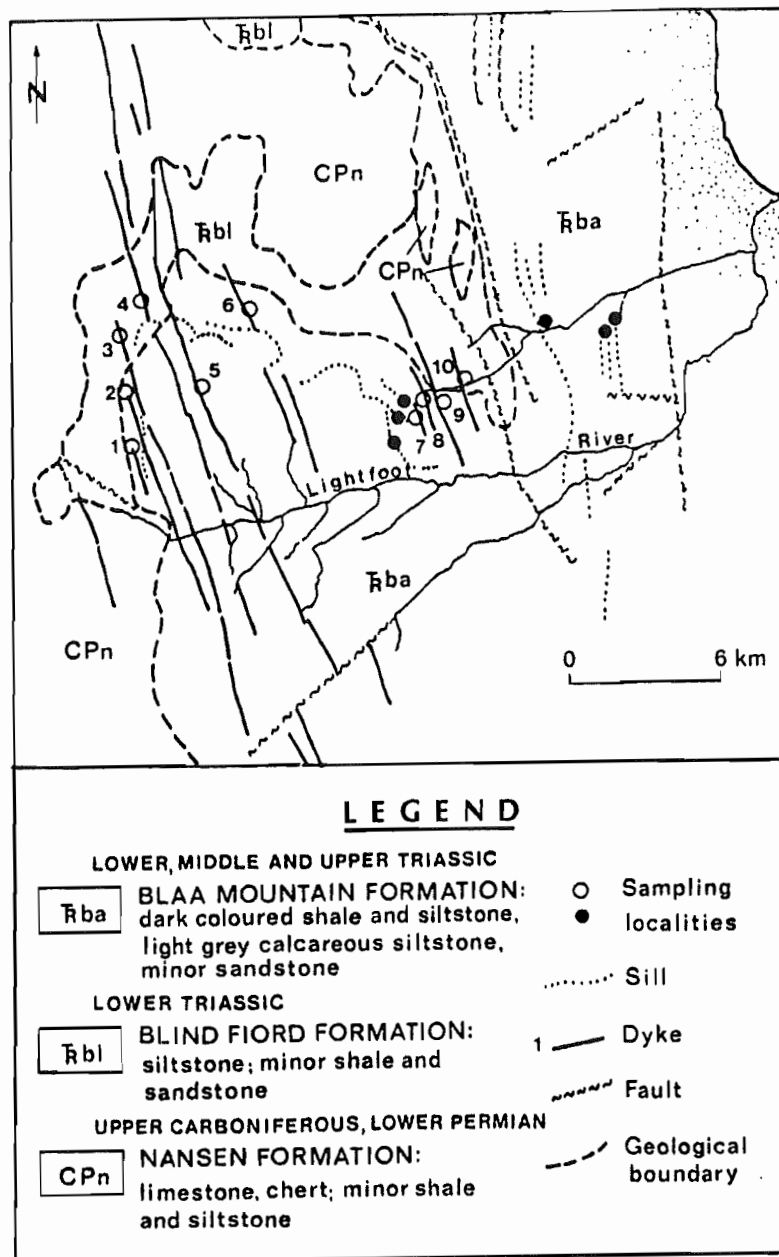 Ʀbl
N
CPn
Ʀbl
Ʀba
CPn
4
6
3
5
10
2
9
1
7
8
River
Lightfoot
Ʀba
CPn
0 6 km
LEGEND
LOWER, MIDDLE AND UPPER TRIASSIC
Ʀba BLAA MOUNTAIN FORMATION:
dark coloured shale and siltstone,
light grey calcareous siltstone,
minor sandstone
Sampling
localities
Sill
LOWER TRIASSIC
Ʀbl BLIND FIORD FORMATION:
siltstone; minor shale and
sandstone
1 Dyke
Fault
UPPER CARBONIFEROUS, LOWER PERMIAN
CPn NANSEN FORMATION:
limestone, chert; minor shale
and siltstone
Geological
boundary